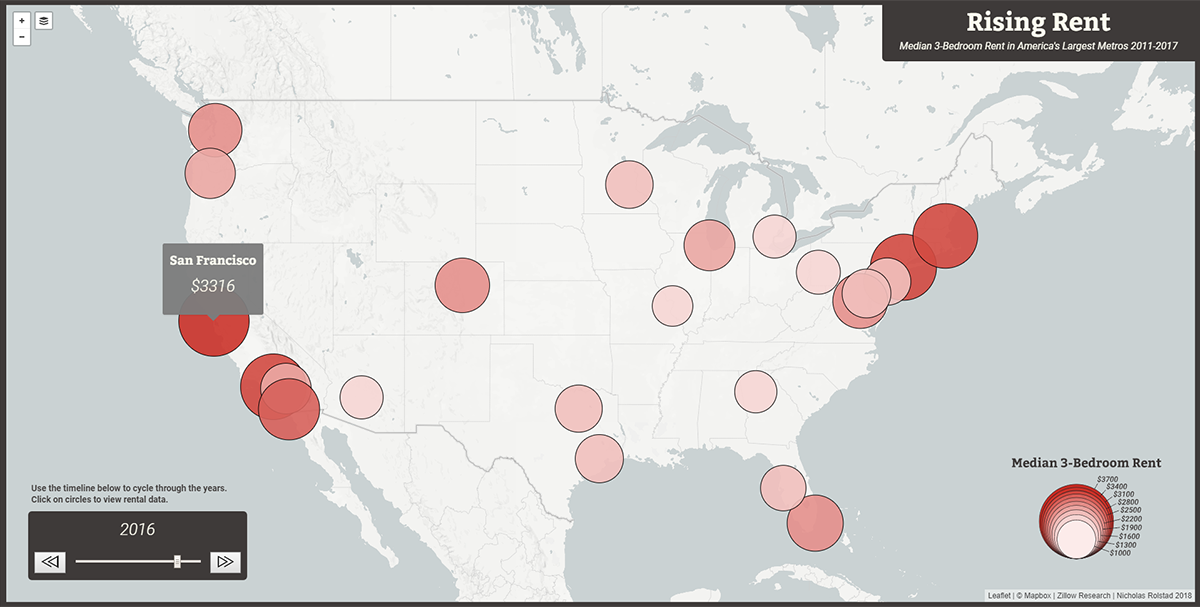 +
−
Rising Rent
Median 3-Bedroom Rent in America's Largest Metros 2011-2017
San Francisco
$3316
Use the timeline below to cycle through the years.
Click on circles to view rental data.
2016
Median 3-Bedroom Rent
$3700
$3400
$3100
$2800
$2500
$2200
$1900
$1600
$1300
$1000
Leaflet | © Mapbox | Zillow Research | Nicholas Rolstad 2018